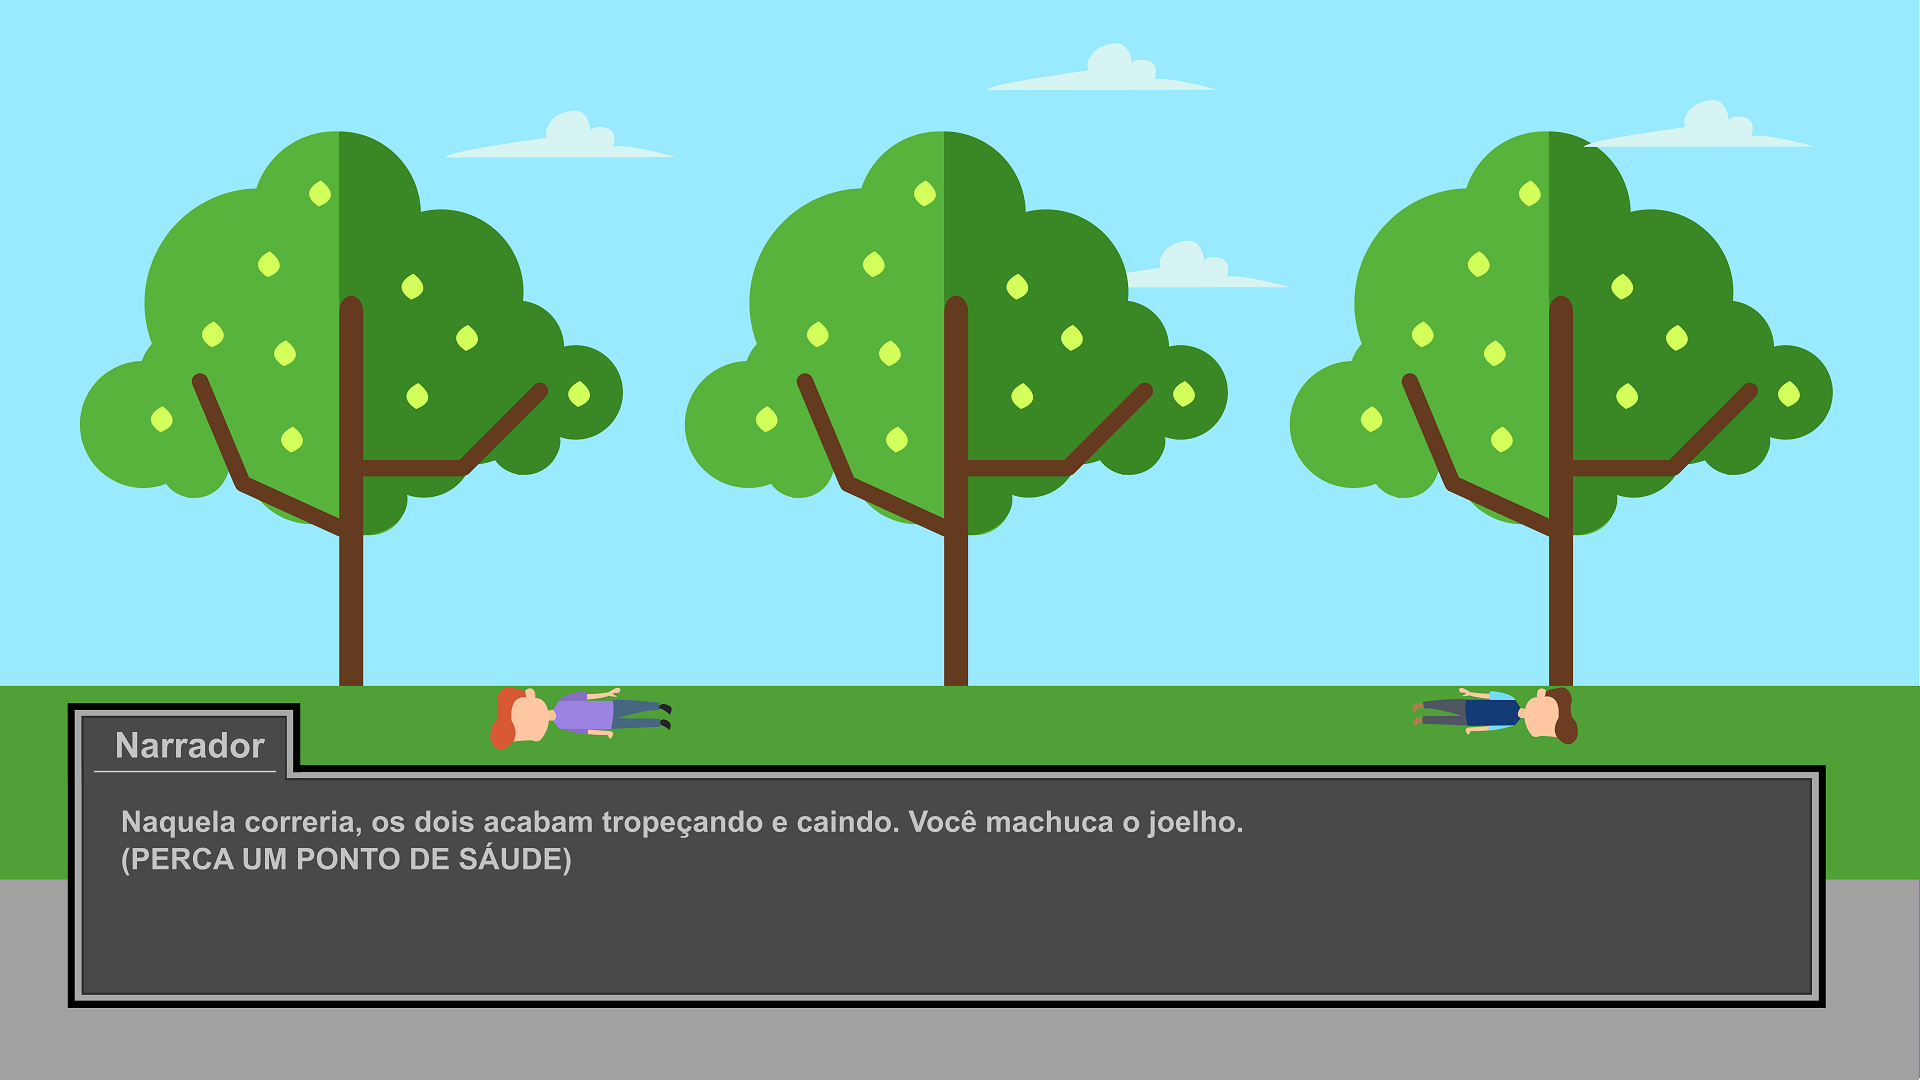 Narrador
Naquela correria, os dois acabam tropeçando e caindo. Você machuca o joelho.
(PERCA UM PONTO DE SÁUDE)